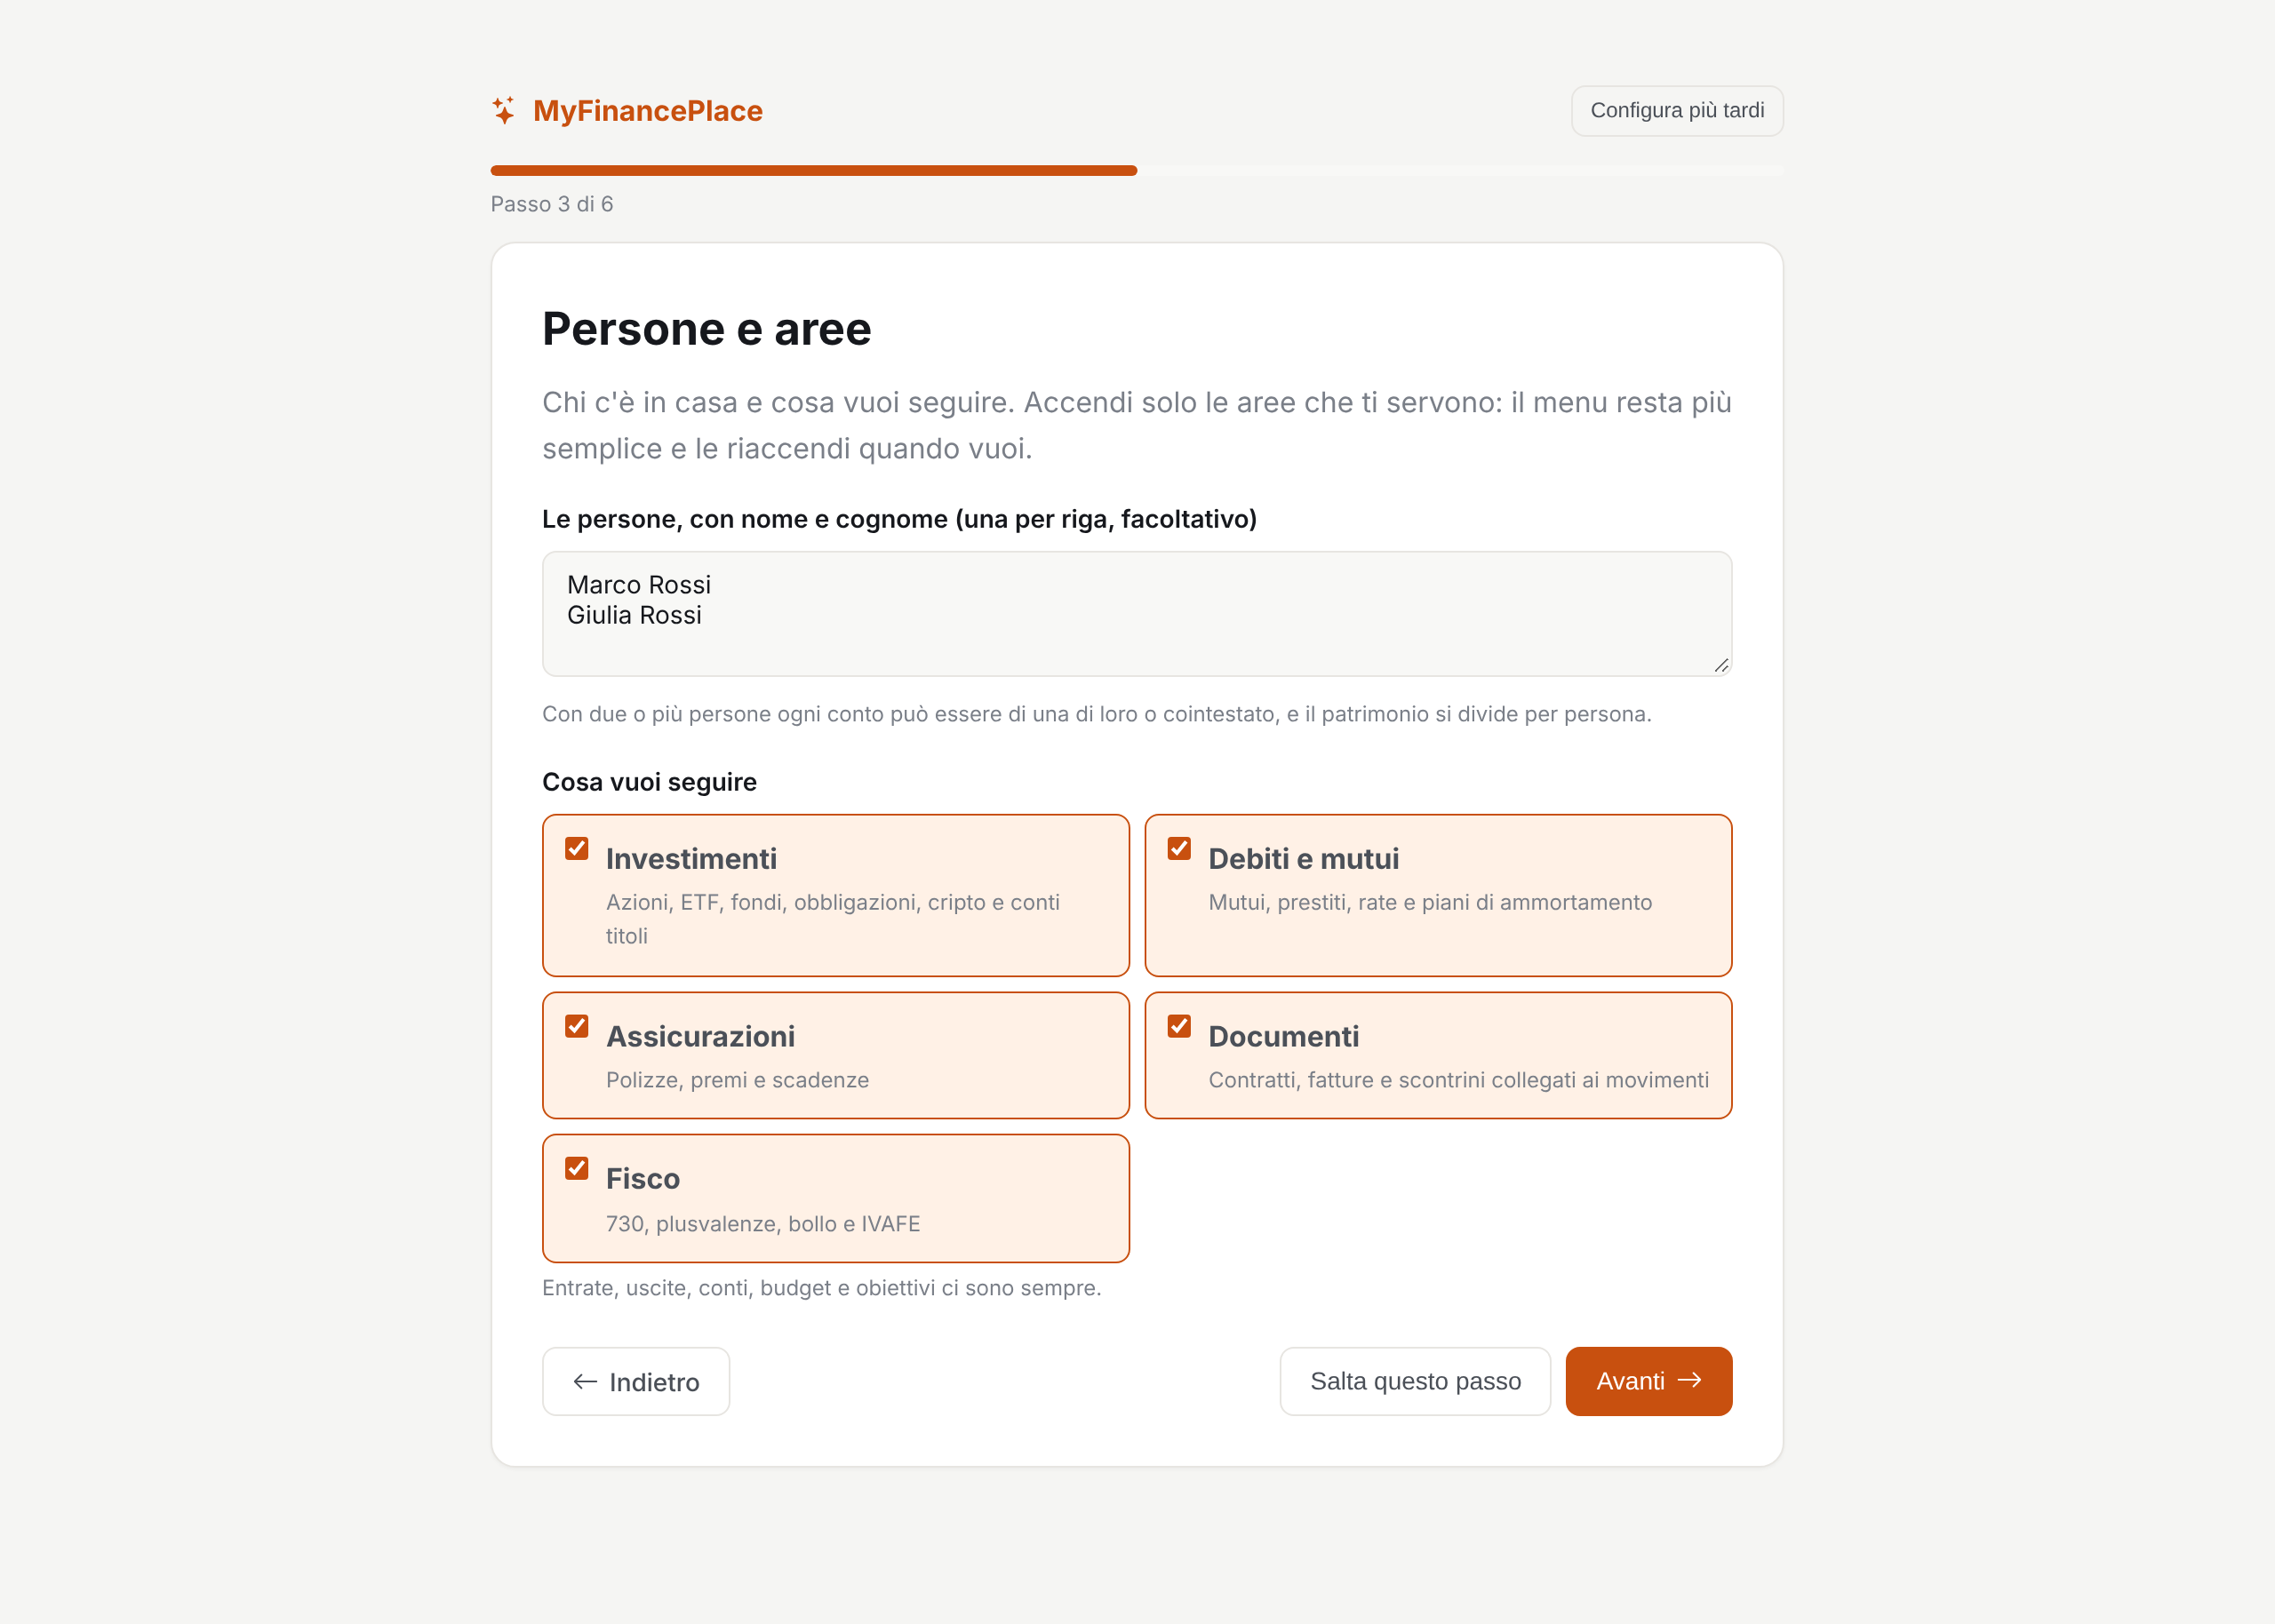 MyFinancePlace
Configura più tardi
Passo 3 di 6
Persone e aree
Chi c'è in casa e cosa vuoi seguire. Accendi solo le aree che ti servono: il menu resta più
semplice e le riaccendi quando vuoi.
Le persone, con nome e cognome (una per riga, facoltativo)
Marco Rossi
Giulia Rossi
Con due o più persone ogni conto può essere di una di loro o cointestato, e il patrimonio si divide per persona.
Cosa vuoi seguire
Investimenti
Azioni, ETF, fondi, obbligazioni, cripto e conti
titoli
Debiti e mutui
Mutui, prestiti, rate e piani di ammortamento
Assicurazioni
Polizze, premi e scadenze
Documenti
Contratti, fatture e scontrini collegati ai movimenti
Fisco
730, plusvalenze, bollo e IVAFE
Entrate, uscite, conti, budget e obiettivi ci sono sempre.
← Indietro
Salta questo passo
Avanti →